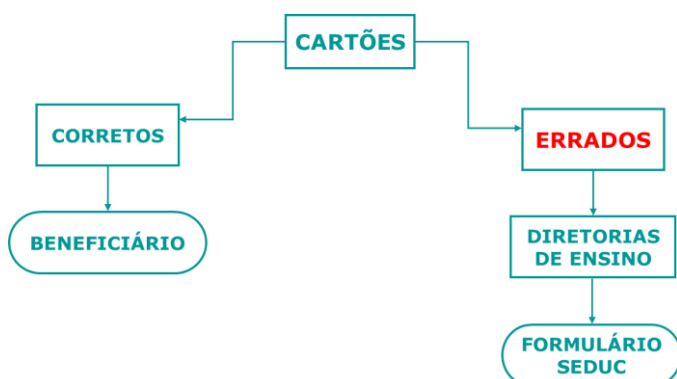 CARTÕES
CORRETOS
ERRADOS
BENEFICIÁRIO
DIRETORIAS
DE ENSINO
FORMULÁRIO
SEDUC